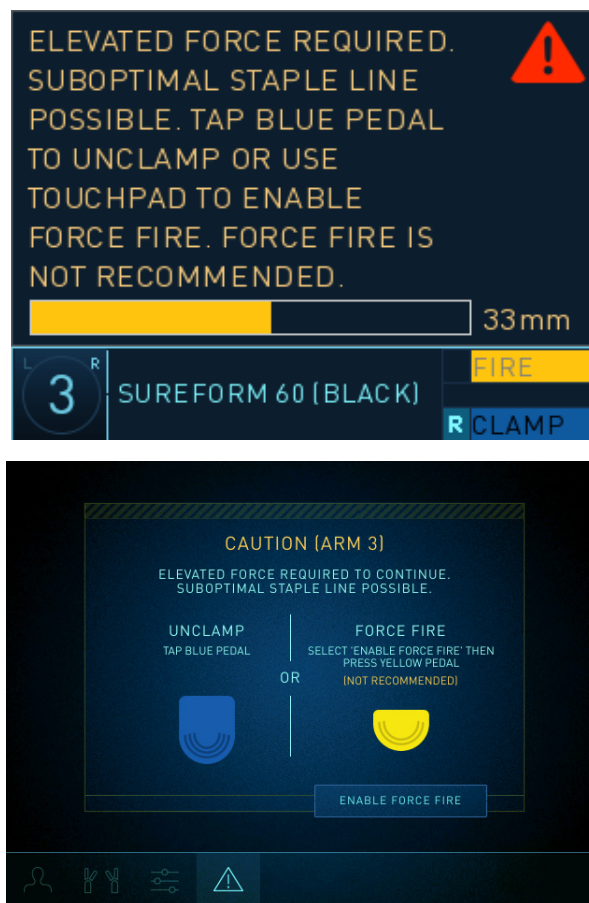 ELEVATED FORCE REQUIRED.
SUBOPTIMAL STAPLE LINE
POSSIBLE. TAP BLUE PEDAL
TO UNCLAMP OR USE
TOUCHPAD TO ENABLE
FORCE FIRE. FORCE FIRE IS
NOT RECOMMENDED.
33mm
L R
3
SUREFORM 60 (BLACK)
FIRE
R CLAMP
CAUTION (ARM 3)
ELEVATED FORCE REQUIRED TO CONTINUE.
SUBOPTIMAL STAPLE LINE POSSIBLE.
UNCLAMP
TAP BLUE PEDAL
OR
FORCE FIRE
SELECT 'ENABLE FORCE FIRE' THEN
PRESS YELLOW PEDAL
(NOT RECOMMENDED)
ENABLE FORCE FIRE